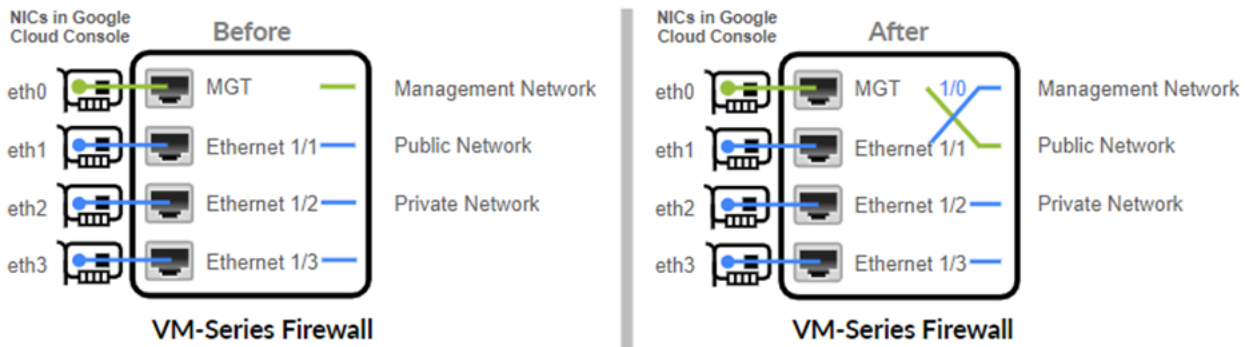 NICs in Google
Cloud Console
Before
eth0
MGT
Management Network
eth1
Ethernet 1/1
Public Network
eth2
Ethernet 1/2
Private Network
eth3
Ethernet 1/3
VM-Series Firewall
NICs in Google
Cloud Console
After
eth0
MGT
1/0
Management Network
eth1
Ethernet 1/1
Public Network
eth2
Ethernet 1/2
Private Network
eth3
Ethernet 1/3
VM-Series Firewall